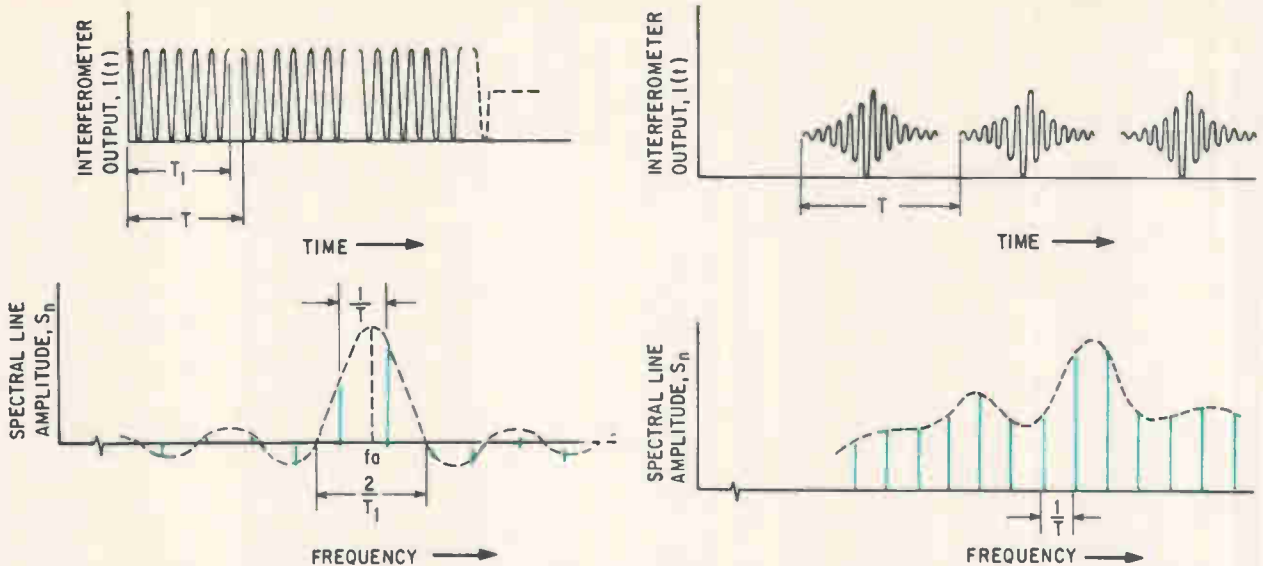 INTERFEROMETER
OUTPUT, I(t)
T₁
T
TIME
SPECTRAL LINE
AMPLITUDE, Sₙ
1/T
fa
2/T₁
FREQUENCY
INTERFEROMETER
OUTPUT, I(t)
T
TIME
SPECTRAL LINE
AMPLITUDE, Sₙ
1/T
FREQUENCY